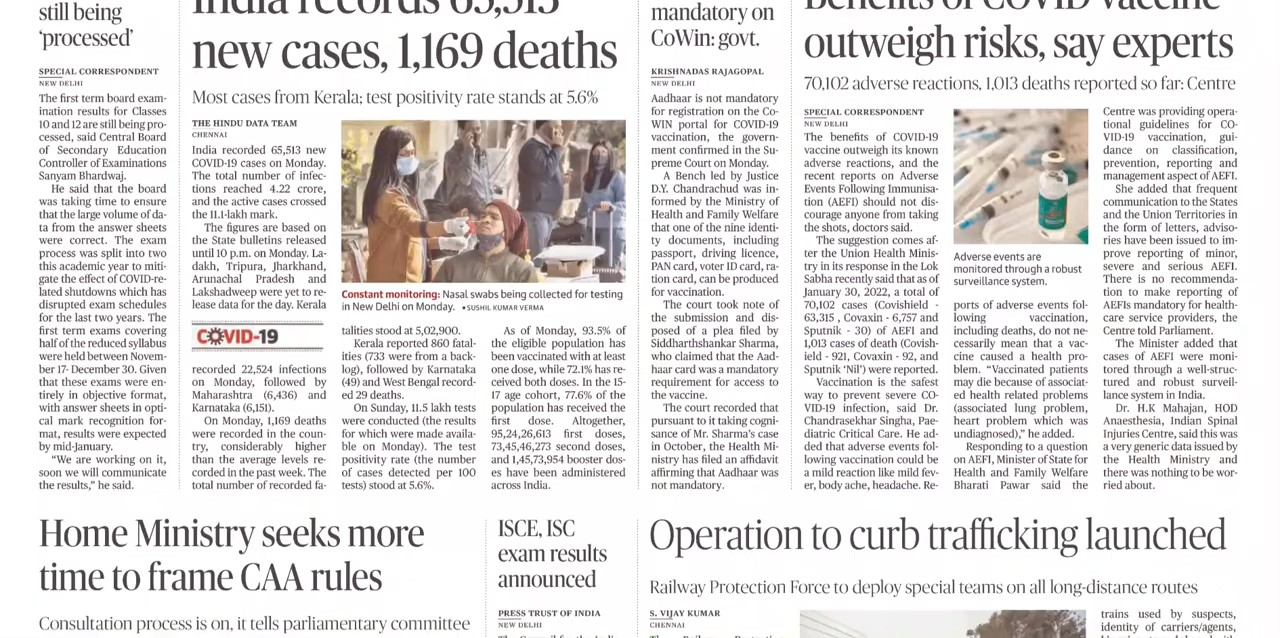 still being
‘processed’
SPECIAL CORRESPONDENT
NEW DELHI
The first term board exam-
ination results for Classes
10 and 12 are still being pro-
cessed, said Central Board
of Secondary Education
Controller of Examinations
Sanyam Bhardwaj.
He said that the board
was taking time to ensure
that the large volume of da-
ta from the answer sheets
were correct. The exam
process was split into two
this academic year to miti-
gate the effect of COVID-re-
lated shutdowns which has
disrupted exam schedules
for the last two years. The
first term exams covering
half of the reduced syllabus
were held between Novem-
ber 17- December 30. Given
that these exams were en-
tirely in objective format,
with answer sheets in opti-
cal mark recognition for-
mat, results were expected
by mid-January.
“We are working on it,
soon we will communicate
the results,” he said.
India records 65,513
new cases, 1,169 deaths
Most cases from Kerala; test positivity rate stands at 5.6%
THE HINDU DATA TEAM
CHENNAI
India recorded 65,513 new
COVID-19 cases on Monday.
The total number of infec-
tions reached 4.22 crore,
and the active cases crossed
the 11.1-lakh mark.
The figures are based on
the State bulletins released
until 10 p.m. on Monday. La-
dakh, Tripura, Jharkhand,
Arunachal Pradesh and
Lakshadweep were yet to re-
lease data for the day. Kerala
COVID-19
recorded 22,524 infections
on Monday, followed by
Maharashtra (6,436) and
Karnataka (6,151).
On Monday, 1,169 deaths
were recorded in the coun-
try, considerably higher
than the average levels re-
corded in the past week. The
total number of recorded fa-
Constant monitoring: Nasal swabs being collected for testing
in New Delhi on Monday. •SUSHIL KUMAR VERMA
talities stood at 5,02,900.
Kerala reported 860 fatal-
ities (733 were from a back-
log), followed by Karnataka
(49) and West Bengal record-
ed 29 deaths.
On Sunday, 11.5 lakh tests
were conducted (the results
for which were made availa-
ble on Monday). The test
positivity rate (the number
of cases detected per 100
tests) stood at 5.6%.
As of Monday, 93.5% of
the eligible population has
been vaccinated with at least
one dose, while 72.1% has re-
ceived both doses. In the 15-
17 age cohort, 77.6% of the
population has received the
first dose. Altogether,
95,24,26,613 first doses,
73,45,46,273 second doses,
and 1,45,73,954 booster dos-
es have been administered
across India.
mandatory on
CoWin: govt.
KRISHNADAS RAJAGOPAL
NEW DELHI
Aadhaar is not mandatory
for registration on the Co-
WIN portal for COVID-19
vaccination, the govern-
ment confirmed in the Su-
preme Court on Monday.
A Bench led by Justice
D.Y. Chandrachud was in-
formed by the Ministry of
Health and Family Welfare
that one of the nine identi-
ty documents, including
passport, driving licence,
PAN card, voter ID card, ra-
tion card, can be produced
for vaccination.
The court took note of
the submission and dis-
posed of a plea filed by
Siddharthshankar Sharma,
who claimed that the Aad-
haar card was a mandatory
requirement for access to
the vaccine.
The court recorded that
pursuant to it taking cogni-
sance of Mr. Sharma’s case
in October, the Health Mi-
nistry has filed an affidavit
affirming that Aadhaar was
not mandatory.
Benefits of COVID vaccine
outweigh risks, say experts
70,102 adverse reactions, 1,013 deaths reported so far: Centre
SPECIAL CORRESPONDENT
NEW DELHI
The benefits of COVID-19
vaccine outweigh its known
adverse reactions, and the
recent reports on Adverse
Events Following Immunisa-
tion (AEFI) should not dis-
courage anyone from taking
the shots, doctors said.
The suggestion comes af-
ter the Union Health Minis-
try in its response in the Lok
Sabha recently said that as of
January 30, 2022, a total of
70,102 cases (Covishield -
63,315 , Covaxin - 6,757 and
Sputnik - 30) of AEFI and
1,013 cases of death (Covish-
ield - 921, Covaxin - 92, and
Sputnik ‘Nil’) were reported.
Vaccination is the safest
way to prevent severe CO-
VID-19 infection, said Dr.
Chandrasekhar Singha, Pae-
diatric Critical Care. He ad-
ded that adverse events fol-
lowing vaccination could be
a mild reaction like mild fev-
er, body ache, headache. Re-
Adverse events are
monitored through a robust
surveillance system.
ports of adverse events fol-
lowing vaccination,
including deaths, do not ne-
cessarily mean that a vac-
cine caused a health pro-
blem. “Vaccinated patients
may die because of associat-
ed health related problems
(associated lung problem,
heart problem which was
undiagnosed),” he added.
Responding to a question
on AEFI, Minister of State for
Health and Family Welfare
Bharati Pawar said the
Centre was providing opera-
tional guidelines for CO-
VID-19 vaccination, gui-
dance on classification,
prevention, reporting and
management aspect of AEFI.
She added that frequent
communication to the States
and the Union Territories in
the form of letters, adviso-
ries have been issued to im-
prove reporting of minor,
severe and serious AEFI.
There is no recommenda-
tion to make reporting of
AEFIs mandatory for health-
care service providers, the
Centre told Parliament.
The Minister added that
cases of AEFI were moni-
tored through a well-struc-
tured and robust surveil-
lance system in India.
Dr. H.K Mahajan, HOD
Anaesthesia, Indian Spinal
Injuries Centre, said this was
a very generic data issued by
the Health Ministry and
there was nothing to be wor-
ried about.
Home Ministry seeks more
time to frame CAA rules
Consultation process is on, it tells parliamentary committee
ISCE, ISC
exam results
announced
PRESS TRUST OF INDIA
NEW DELHI
Operation to curb trafficking launched
Railway Protection Force to deploy special teams on all long-distance routes
S. VIJAY KUMAR
CHENNAI
trains used by suspects,
identity of carriers/agents,